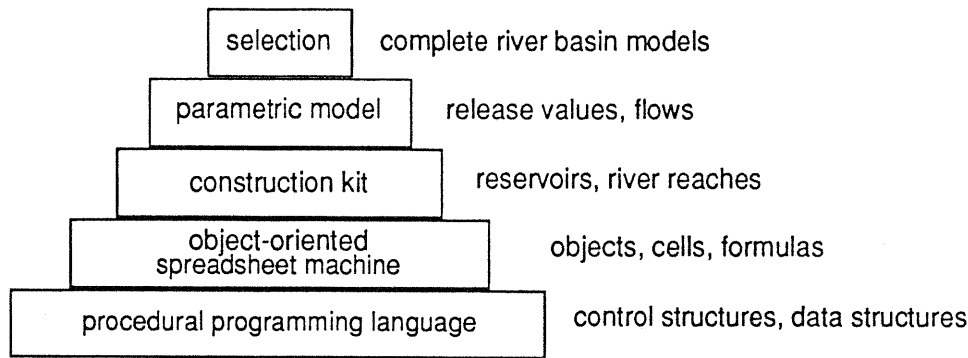 selection complete river basin models
parametric model release values, flows
construction kit reservoirs, river reaches
object-oriented
spreadsheet machine objects, cells, formulas
procedural programming language control structures, data structures